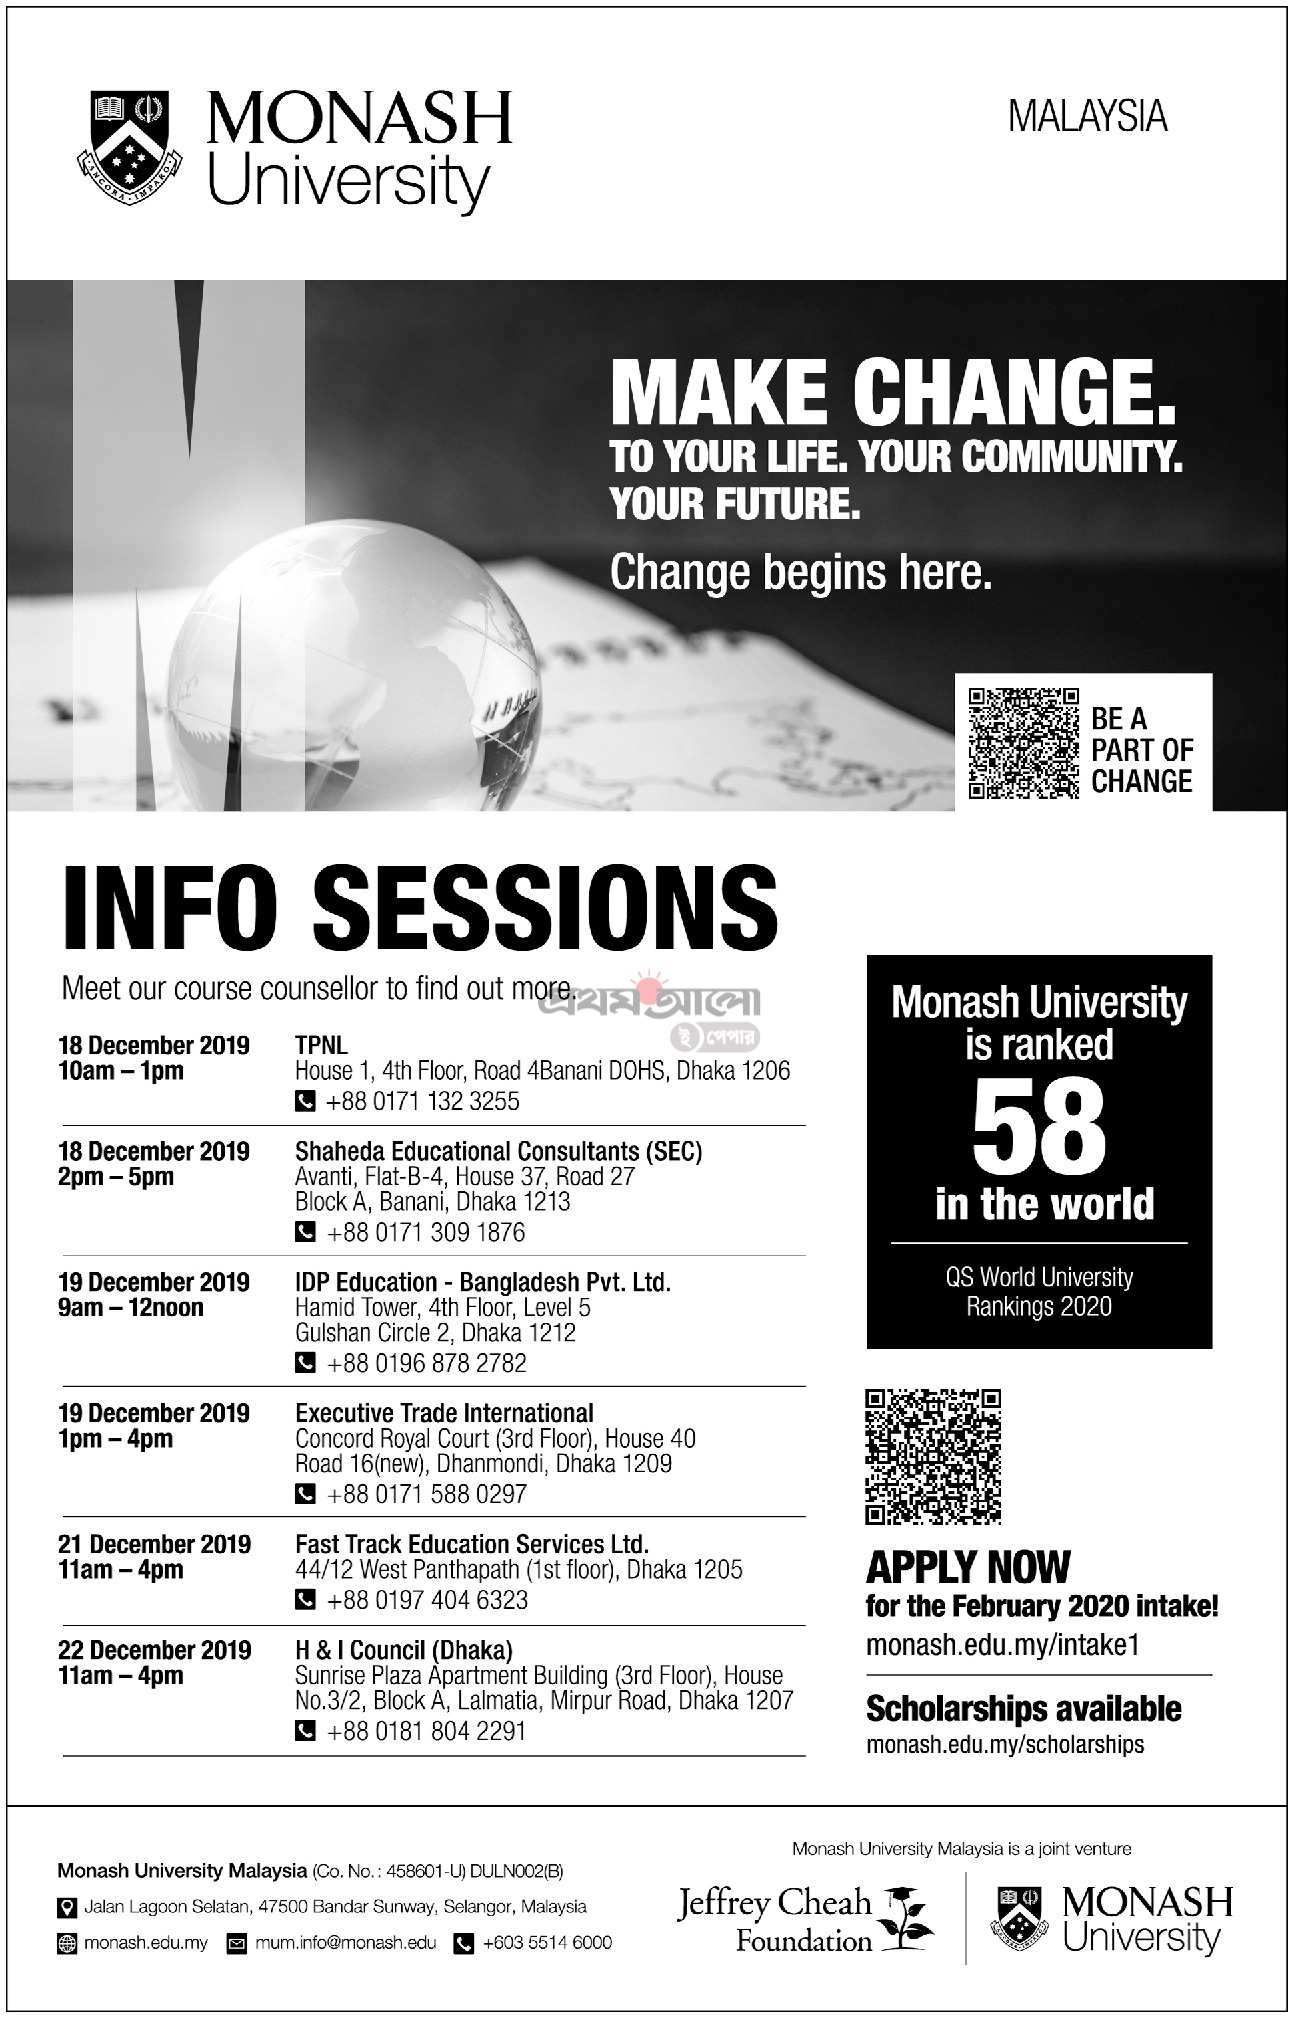 MONASH
University
ANCORA IMPARO
MALAYSIA
MAKE CHANGE.
TO YOUR LIFE. YOUR COMMUNITY.
YOUR FUTURE.
Change begins here.
BE A
PART OF
CHANGE
INFO SESSIONS
Meet our course counsellor to find out more.
প্রথম আলো
ই পেপার
18 December 2019
10am – 1pm
TPNL
House 1, 4th Floor, Road 4Banani DOHS, Dhaka 1206
+88 0171 132 3255
18 December 2019
2pm – 5pm
Shaheda Educational Consultants (SEC)
Avanti, Flat-B-4, House 37, Road 27
Block A, Banani, Dhaka 1213
+88 0171 309 1876
19 December 2019
9am – 12noon
IDP Education - Bangladesh Pvt. Ltd.
Hamid Tower, 4th Floor, Level 5
Gulshan Circle 2, Dhaka 1212
+88 0196 878 2782
19 December 2019
1pm – 4pm
Executive Trade International
Concord Royal Court (3rd Floor), House 40
Road 16(new), Dhanmondi, Dhaka 1209
+88 0171 588 0297
21 December 2019
11am – 4pm
Fast Track Education Services Ltd.
44/12 West Panthapath (1st floor), Dhaka 1205
+88 0197 404 6323
22 December 2019
11am – 4pm
H & I Council (Dhaka)
Sunrise Plaza Apartment Building (3rd Floor), House
No.3/2, Block A, Lalmatia, Mirpur Road, Dhaka 1207
+88 0181 804 2291
Monash University
is ranked
58
in the world
QS World University
Rankings 2020
APPLY NOW
for the February 2020 intake!
monash.edu.my/intake1
Scholarships available
monash.edu.my/scholarships
Monash University Malaysia (Co. No.: 458601-U) DULN002(B)
Jalan Lagoon Selatan, 47500 Bandar Sunway, Selangor, Malaysia
monash.edu.my mum.info@monash.edu +603 5514 6000
Monash University Malaysia is a joint venture
Jeffrey Cheah
Foundation
MONASH
University